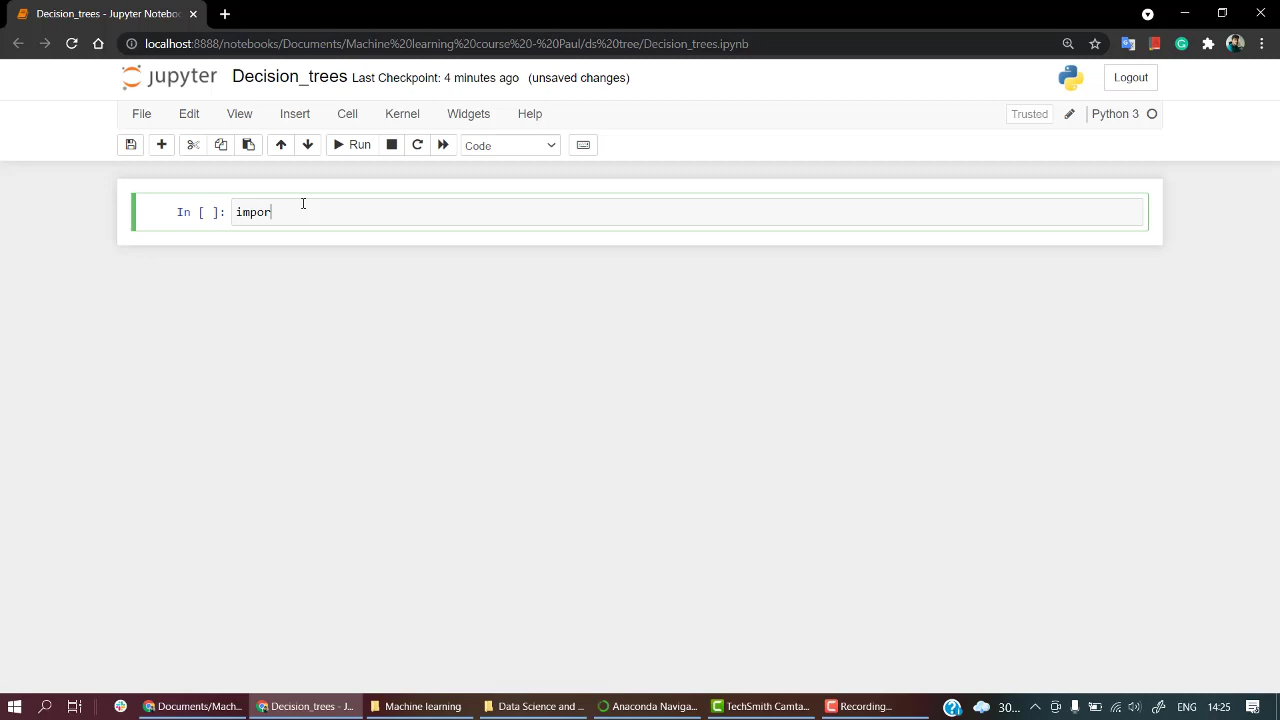 Decision_trees - Jupyter Noteboo
localhost:8888/notebooks/Documents/Machine%20learning%20course%20-%20Paul/ds%20tree/Decision_trees.ipynb
jupyter Decision_trees Last Checkpoint: 4 minutes ago (unsaved changes) Logout
File Edit View Insert Cell Kernel Widgets Help Trusted Python 3
Run Code
In [ ]: impor
Documents/Mach... Decision_trees - J... Machine learning Data Science and ... Anaconda Naviga... TechSmith Camta... Recording... 30... ENG 14:25